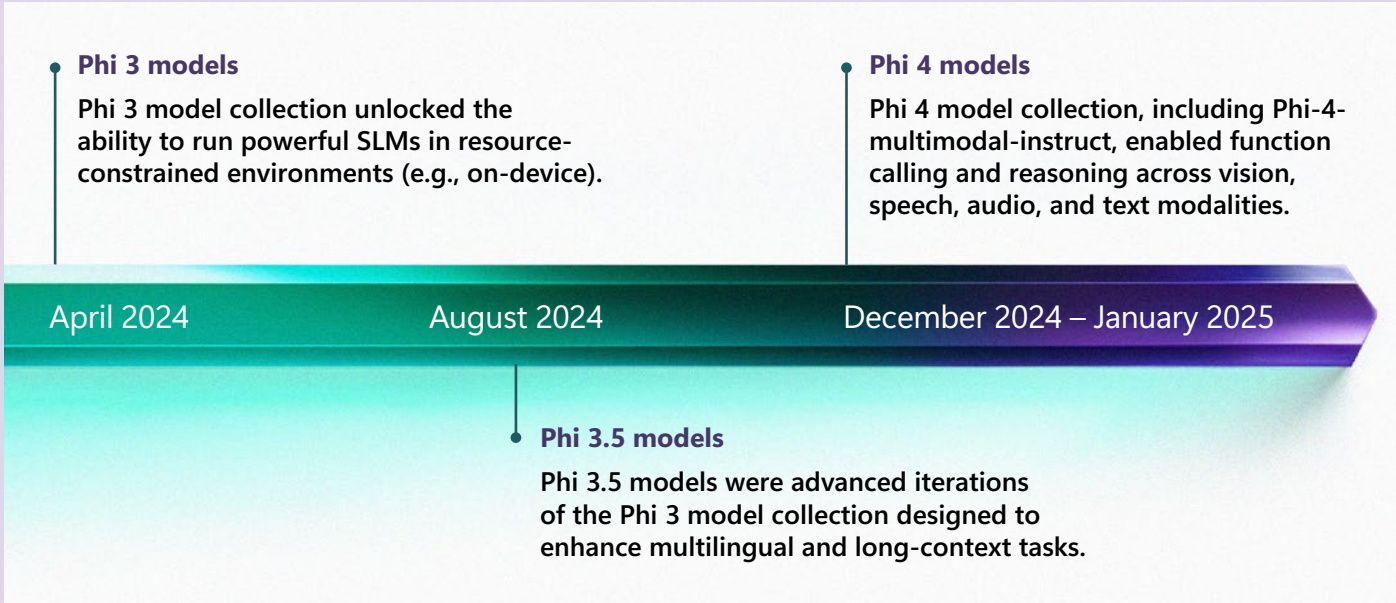 Phi 3 models
Phi 3 model collection unlocked the
ability to run powerful SLMs in resource-
constrained environments (e.g., on-device).
Phi 4 models
Phi 4 model collection, including Phi-4-
multimodal-instruct, enabled function
calling and reasoning across vision,
speech, audio, and text modalities.
April 2024
August 2024
December 2024 – January 2025
Phi 3.5 models
Phi 3.5 models were advanced iterations
of the Phi 3 model collection designed to
enhance multilingual and long-context tasks.